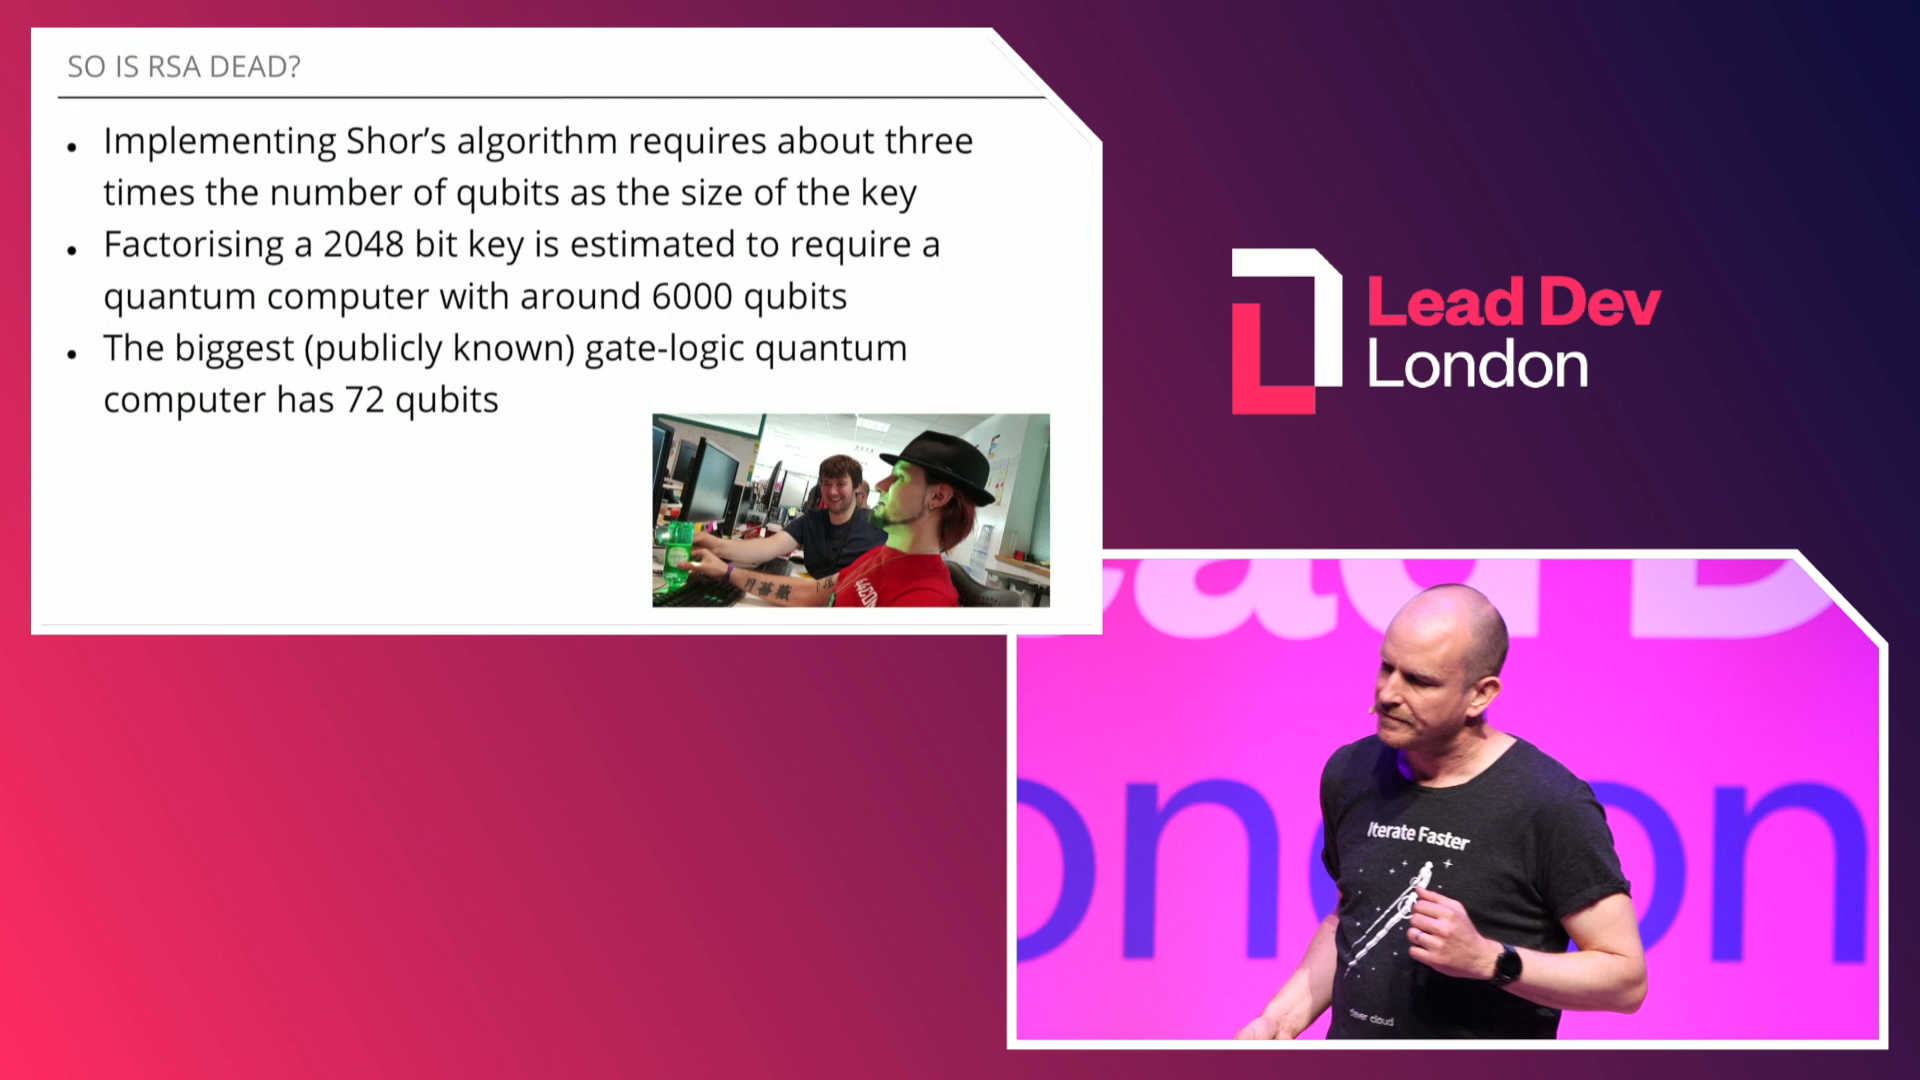 SO IS RSA DEAD?
• Implementing Shor’s algorithm requires about three
times the number of qubits as the size of the key
• Factorising a 2048 bit key is estimated to require a
quantum computer with around 6000 qubits
• The biggest (publicly known) gate-logic quantum
computer has 72 qubits
Lead Dev
London
Iterate Faster
clever cloud